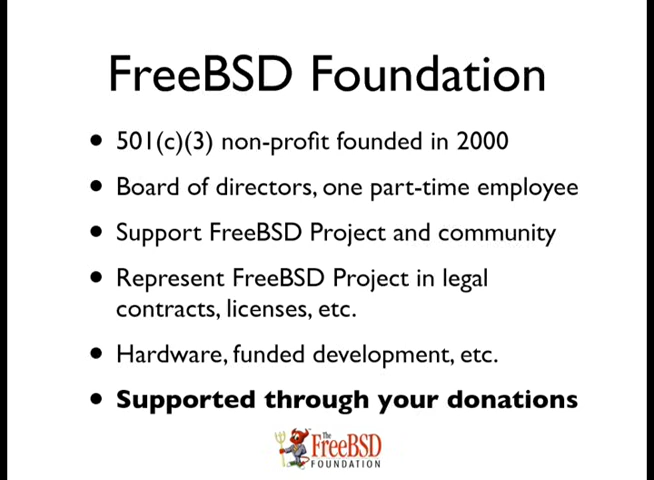 FreeBSD Foundation
• 501(c)(3) non-profit founded in 2000
• Board of directors, one part-time employee
• Support FreeBSD Project and community
• Represent FreeBSD Project in legal
contracts, licenses, etc.
• Hardware, funded development, etc.
• Supported through your donations
The
FreeBSD
FOUNDATION